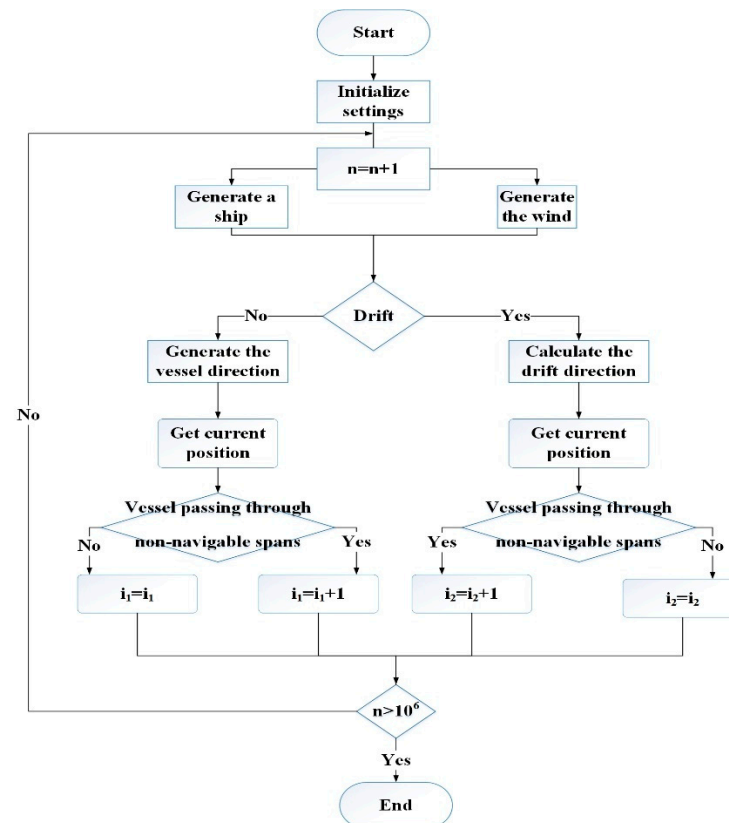 Start
Initialize
settings
n=n+1
Generate a
ship
Generate
the wind
Drift
No
Yes
Generate the
vessel direction
Calculate the
drift direction
No
Get current
position
Get current
position
Vessel passing through
non-navigable spans
Vessel passing through
non-navigable spans
No
Yes
Yes
No
i₁=i₁
i₁=i₁+1
i₂=i₂+1
i₂=i₂
n>10⁶
Yes
End